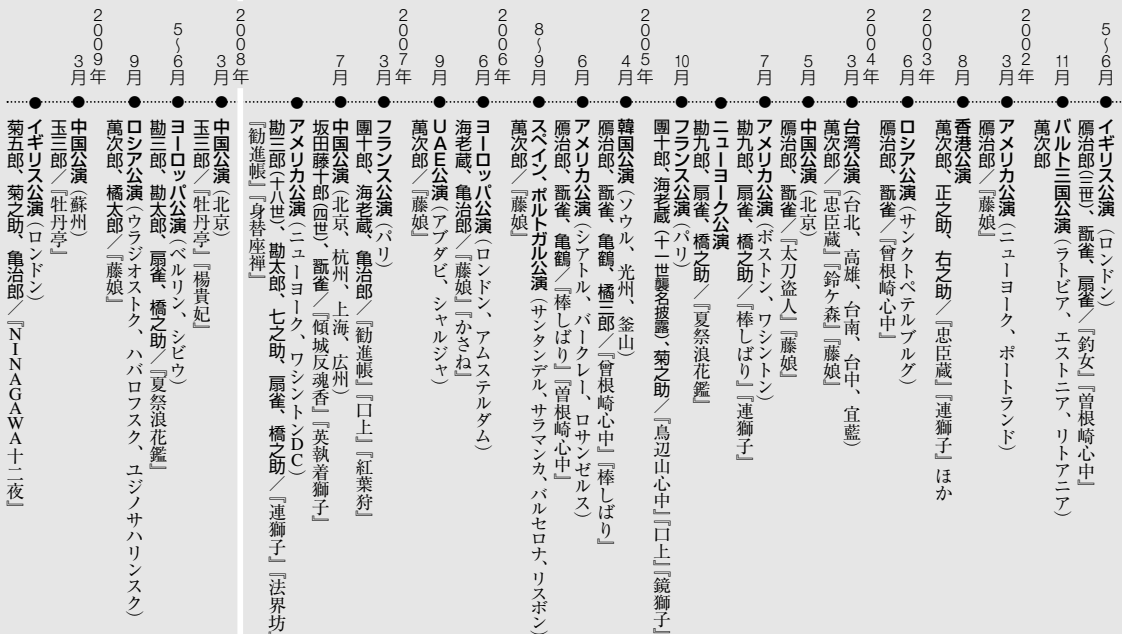 5〜6月
イギリス公演（ロンドン）
鴈治郎（三世）、翫雀、扇雀／『釣女』『曽根崎心中』
11月
バルト三国公演（ラトビア、エストニア、リトアニア）
萬次郎
2002年
3月
アメリカ公演（ニューヨーク、ポートランド）
鴈治郎／『藤娘』
8月
香港公演
萬次郎、正之助、右之助／『忠臣蔵』『連獅子』ほか
2003年
6月
ロシア公演（サンクトペテルブルグ）
鴈治郎、翫雀／『曽根崎心中』
2004年
3月
台湾公演（台北、高雄、台南、台中、宜藍）
萬次郎／『忠臣蔵』『鈴ケ森』『藤娘』
5月
中国公演（北京）
鴈治郎、翫雀／『太刀盗人』『藤娘』
7月
アメリカ公演（ボストン、ワシントン）
勘九郎、扇雀、橋之助／『棒しばり』『連獅子』
ニューヨーク公演
勘九郎、扇雀、橋之助／『夏祭浪花鑑』
10月
フランス公演（パリ）
團十郎、海老蔵（十一世襲名披露）、菊之助／『鳥辺山心中』『口上』『鏡獅子』
2005年
4月
韓国公演（ソウル、光州、釜山）
鴈治郎、翫雀、亀鶴、橘三郎／『曽根崎心中』『棒しばり』
6月
アメリカ公演（シアトル、バークレー、ロサンゼルス）
鴈治郎、翫雀、亀鶴／『棒しばり』『曽根崎心中』
8〜9月
スペイン、ポルトガル公演（サンタンデル、サラマンカ、バルセロナ、リスボン）
萬次郎／『藤娘』
2006年
6月
ヨーロッパ公演（ロンドン、アムステルダム）
海老蔵、亀治郎／『藤娘』『かさね』
9月
UAE公演（アブダビ、シャルジャ）
萬次郎／『藤娘』
2007年
3月
フランス公演（パリ）
團十郎、海老蔵、亀治郎／『勧進帳』『口上』『紅葉狩』
7月
中国公演（北京、杭州、上海、広州）
坂田藤十郎（四世）、翫雀／『傾城反魂香』『英執着獅子』
アメリカ公演（ニューヨーク、ワシントンDC）
勘三郎（十八世）、勘太郎、七之助、扇雀、橋之助／『連獅子』『法界坊』
『勧進帳』『身替座禅』
2008年
3月
中国公演（北京）
玉三郎／『牡丹亭』『楊貴妃』
5〜6月
ヨーロッパ公演（ベルリン、シビウ）
勘三郎、勘太郎、扇雀、橋之助／『夏祭浪花鑑』
9月
ロシア公演（ウラジオストク、ハバロフスク、ユジノサハリンスク）
萬次郎、橘太郎／『藤娘』
2009年
3月
中国公演（蘇州）
玉三郎／『牡丹亭』
イギリス公演（ロンドン）
菊五郎、菊之助、亀治郎／『NINAGAWA十二夜』